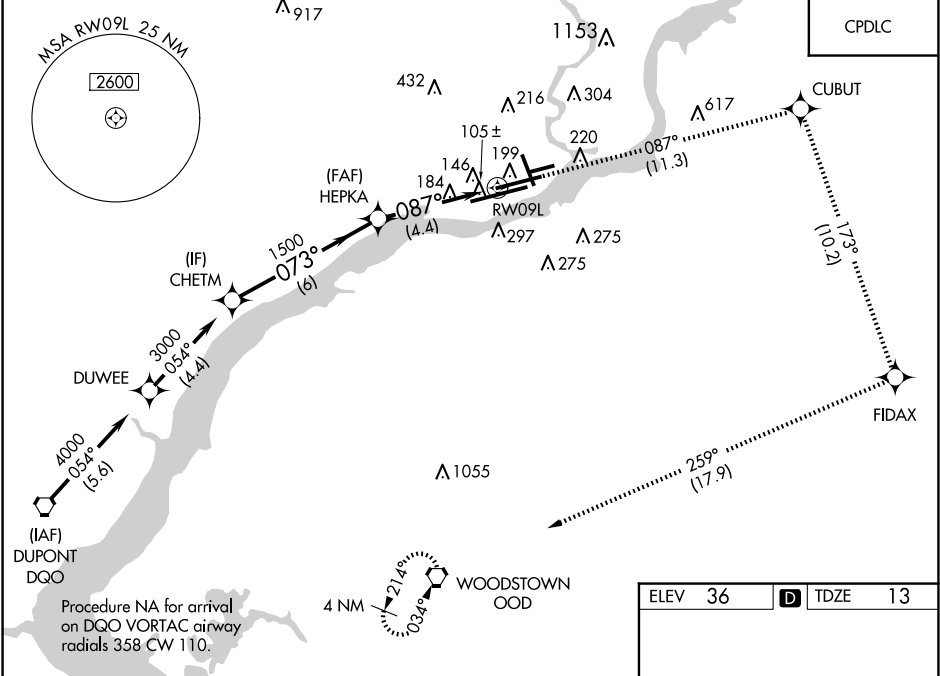 MSA RW09L 25 NM
2600
917
1153
CPDLC
432
216
304
617
CUBUT
105 ±
220
146
199
184
087°
(11.3)
(FAF)
HEPKA
087°
(4.4)
RW09L
297
275
275
173°
(10.2)
(IF)
CHETM
1500
073°
(6)
DUWEE
3000
054°
(4.4)
FIDAX
4000
054°
(5.6)
1055
259°
(17.9)
(IAF)
DUPONT
DQO
Procedure NA for arrival
on DQO VORTAC airway
radials 358 CW 110.
4 NM
214°
034°
WOODSTOWN
OOD
ELEV 36 D TDZE 13